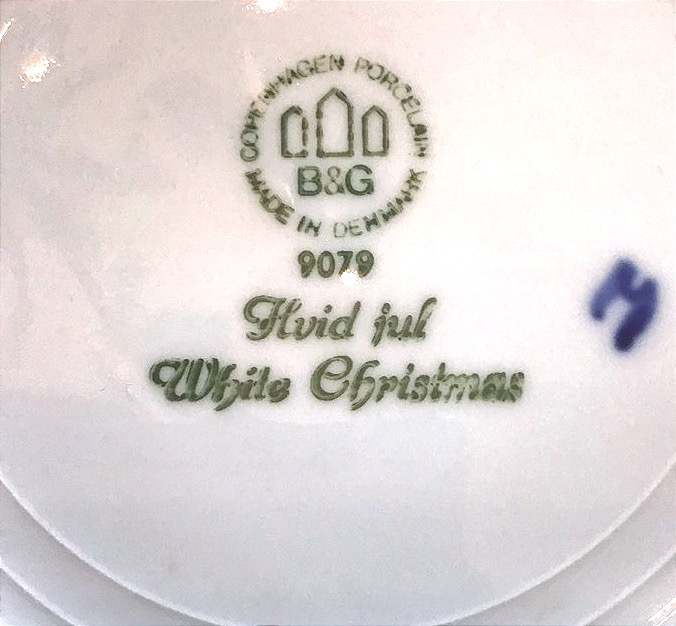 COPENHAGEN PORCELAIN
B&G
MADE IN DENMARK
9079
Hvid jul
White Christmas